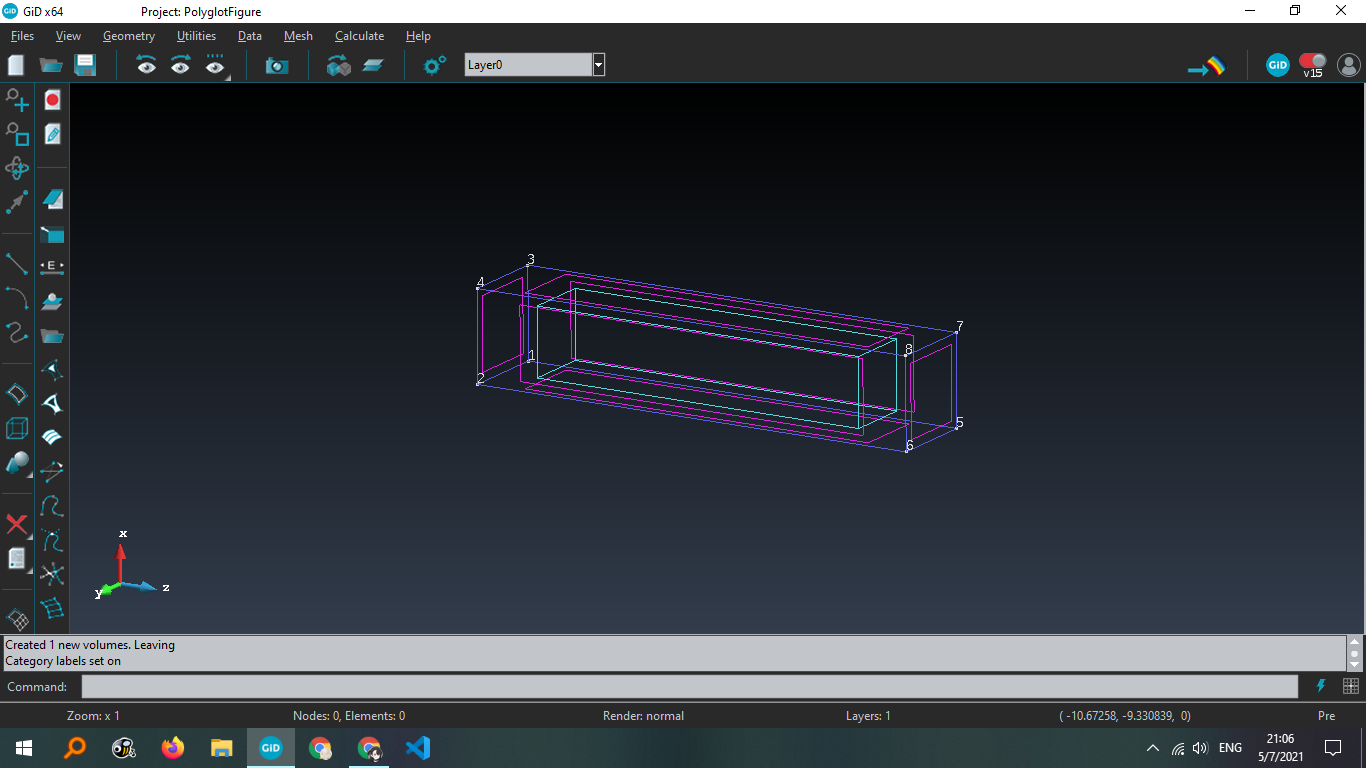 GiD x64 Project: PolyglotFigure
Files View Geometry Utilities Data Mesh Calculate Help
Layer0
GiD
v15
E
3
4
7
8
1
2
5
6
x
y
z
Created 1 new volumes. Leaving
Category labels set on
Command:
Zoom: x 1 Nodes: 0, Elements: 0 Render: normal Layers: 1 ( -10.67258, -9.330839, 0) Pre
GiD
ENG
21:06
5/7/2021